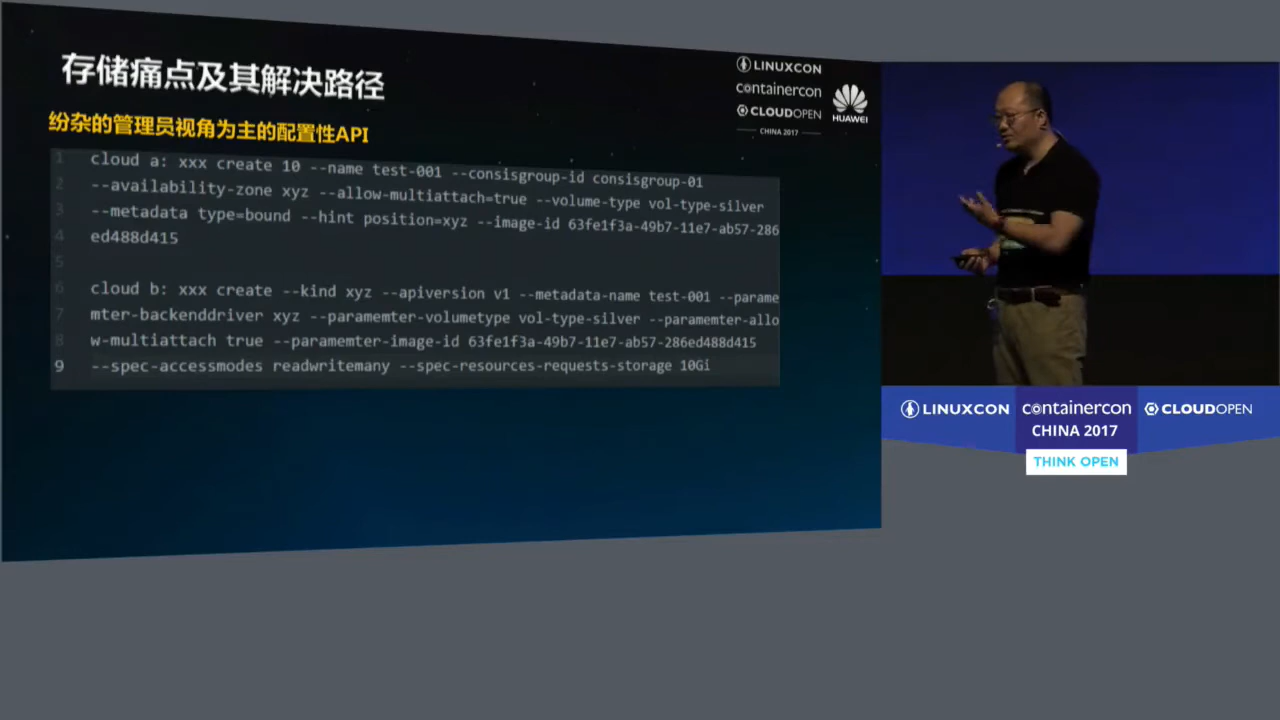 存储痛点及其解决路径
纷杂的管理员视角为主的配置性API
LINUXCON
containercon
CLOUDOPEN
CHINA 2017
HUAWEI
1 cloud a: xxx create 10 --name test-001 --consisgroup-id consisgroup-01
2 --availability-zone xyz --allow-multiattach=true --volume-type vol-type-silver
3 --metadata type=bound --hint position=xyz --image-id 63fe1f3a-49b7-11e7-ab57-286
4 ed488d415
5
6 cloud b: xxx create --kind xyz --apiversion v1 --metadata-name test-001 --parame
7 mter-backenddriver xyz --paramemter-volumetype vol-type-silver --paramemter-allo
8 w-multiattach true --paramemter-image-id 63fe1f3a-49b7-11e7-ab57-286ed488d415
9 --spec-accessmodes readwritemany --spec-resources-requests-storage 10Gi
LINUXCON containercon CLOUDOPEN
CHINA 2017
THINK OPEN